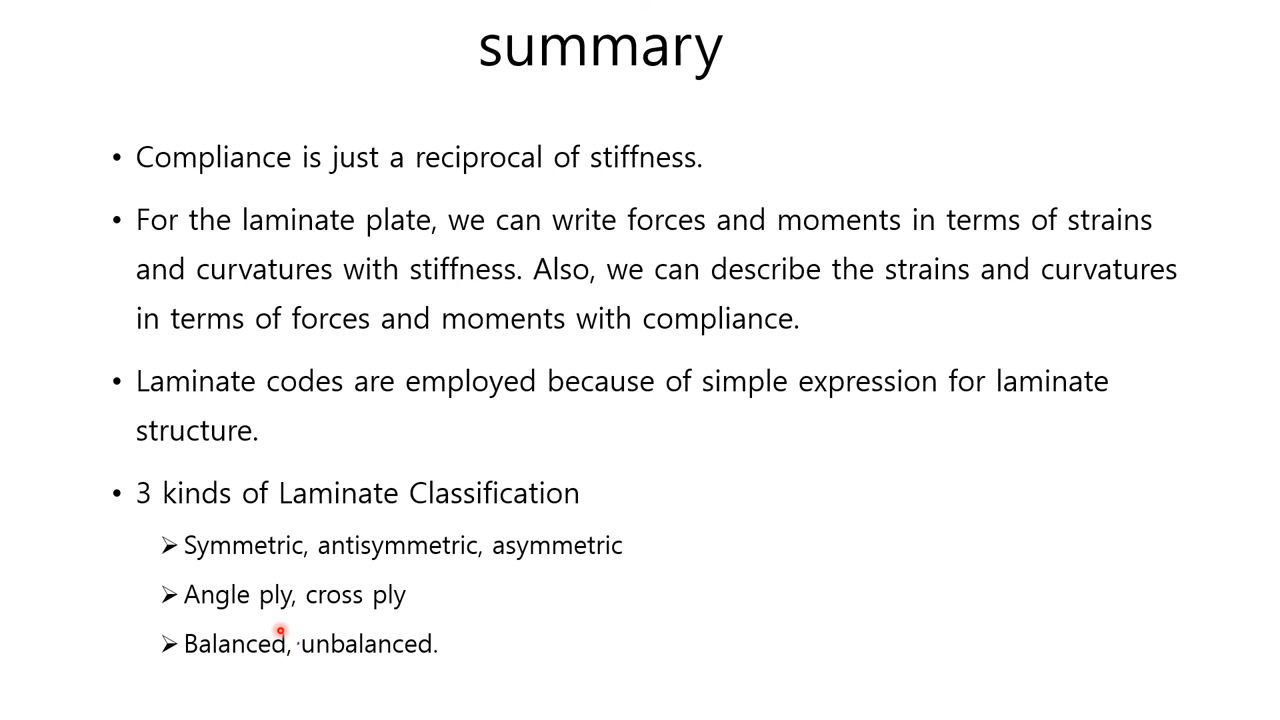 summary
• Compliance is just a reciprocal of stiffness.
• For the laminate plate, we can write forces and moments in terms of strains
and curvatures with stiffness. Also, we can describe the strains and curvatures
in terms of forces and moments with compliance.
• Laminate codes are employed because of simple expression for laminate
structure.
• 3 kinds of Laminate Classification
➢ Symmetric, antisymmetric, asymmetric
➢ Angle ply, cross ply
➢ Balanced, unbalanced.